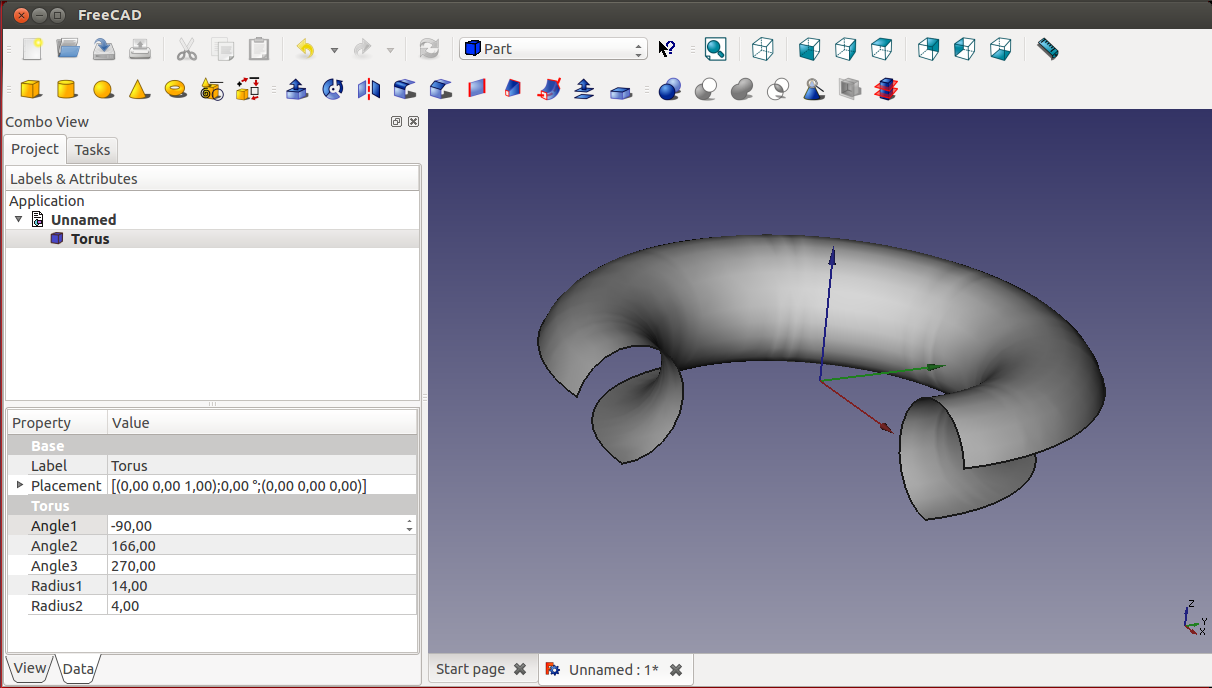 FreeCAD
Part
Combo View
Project
Tasks
Labels & Attributes
Application
Unnamed
Torus
Property Value
Base
Label Torus
Placement [(0,00 0,00 1,00);0,00 °;(0,00 0,00 0,00)]
Torus
Angle1 -90,00
Angle2 166,00
Angle3 270,00
Radius1 14,00
Radius2 4,00
View
Data
Z
Y
X
Start page
Unnamed : 1*